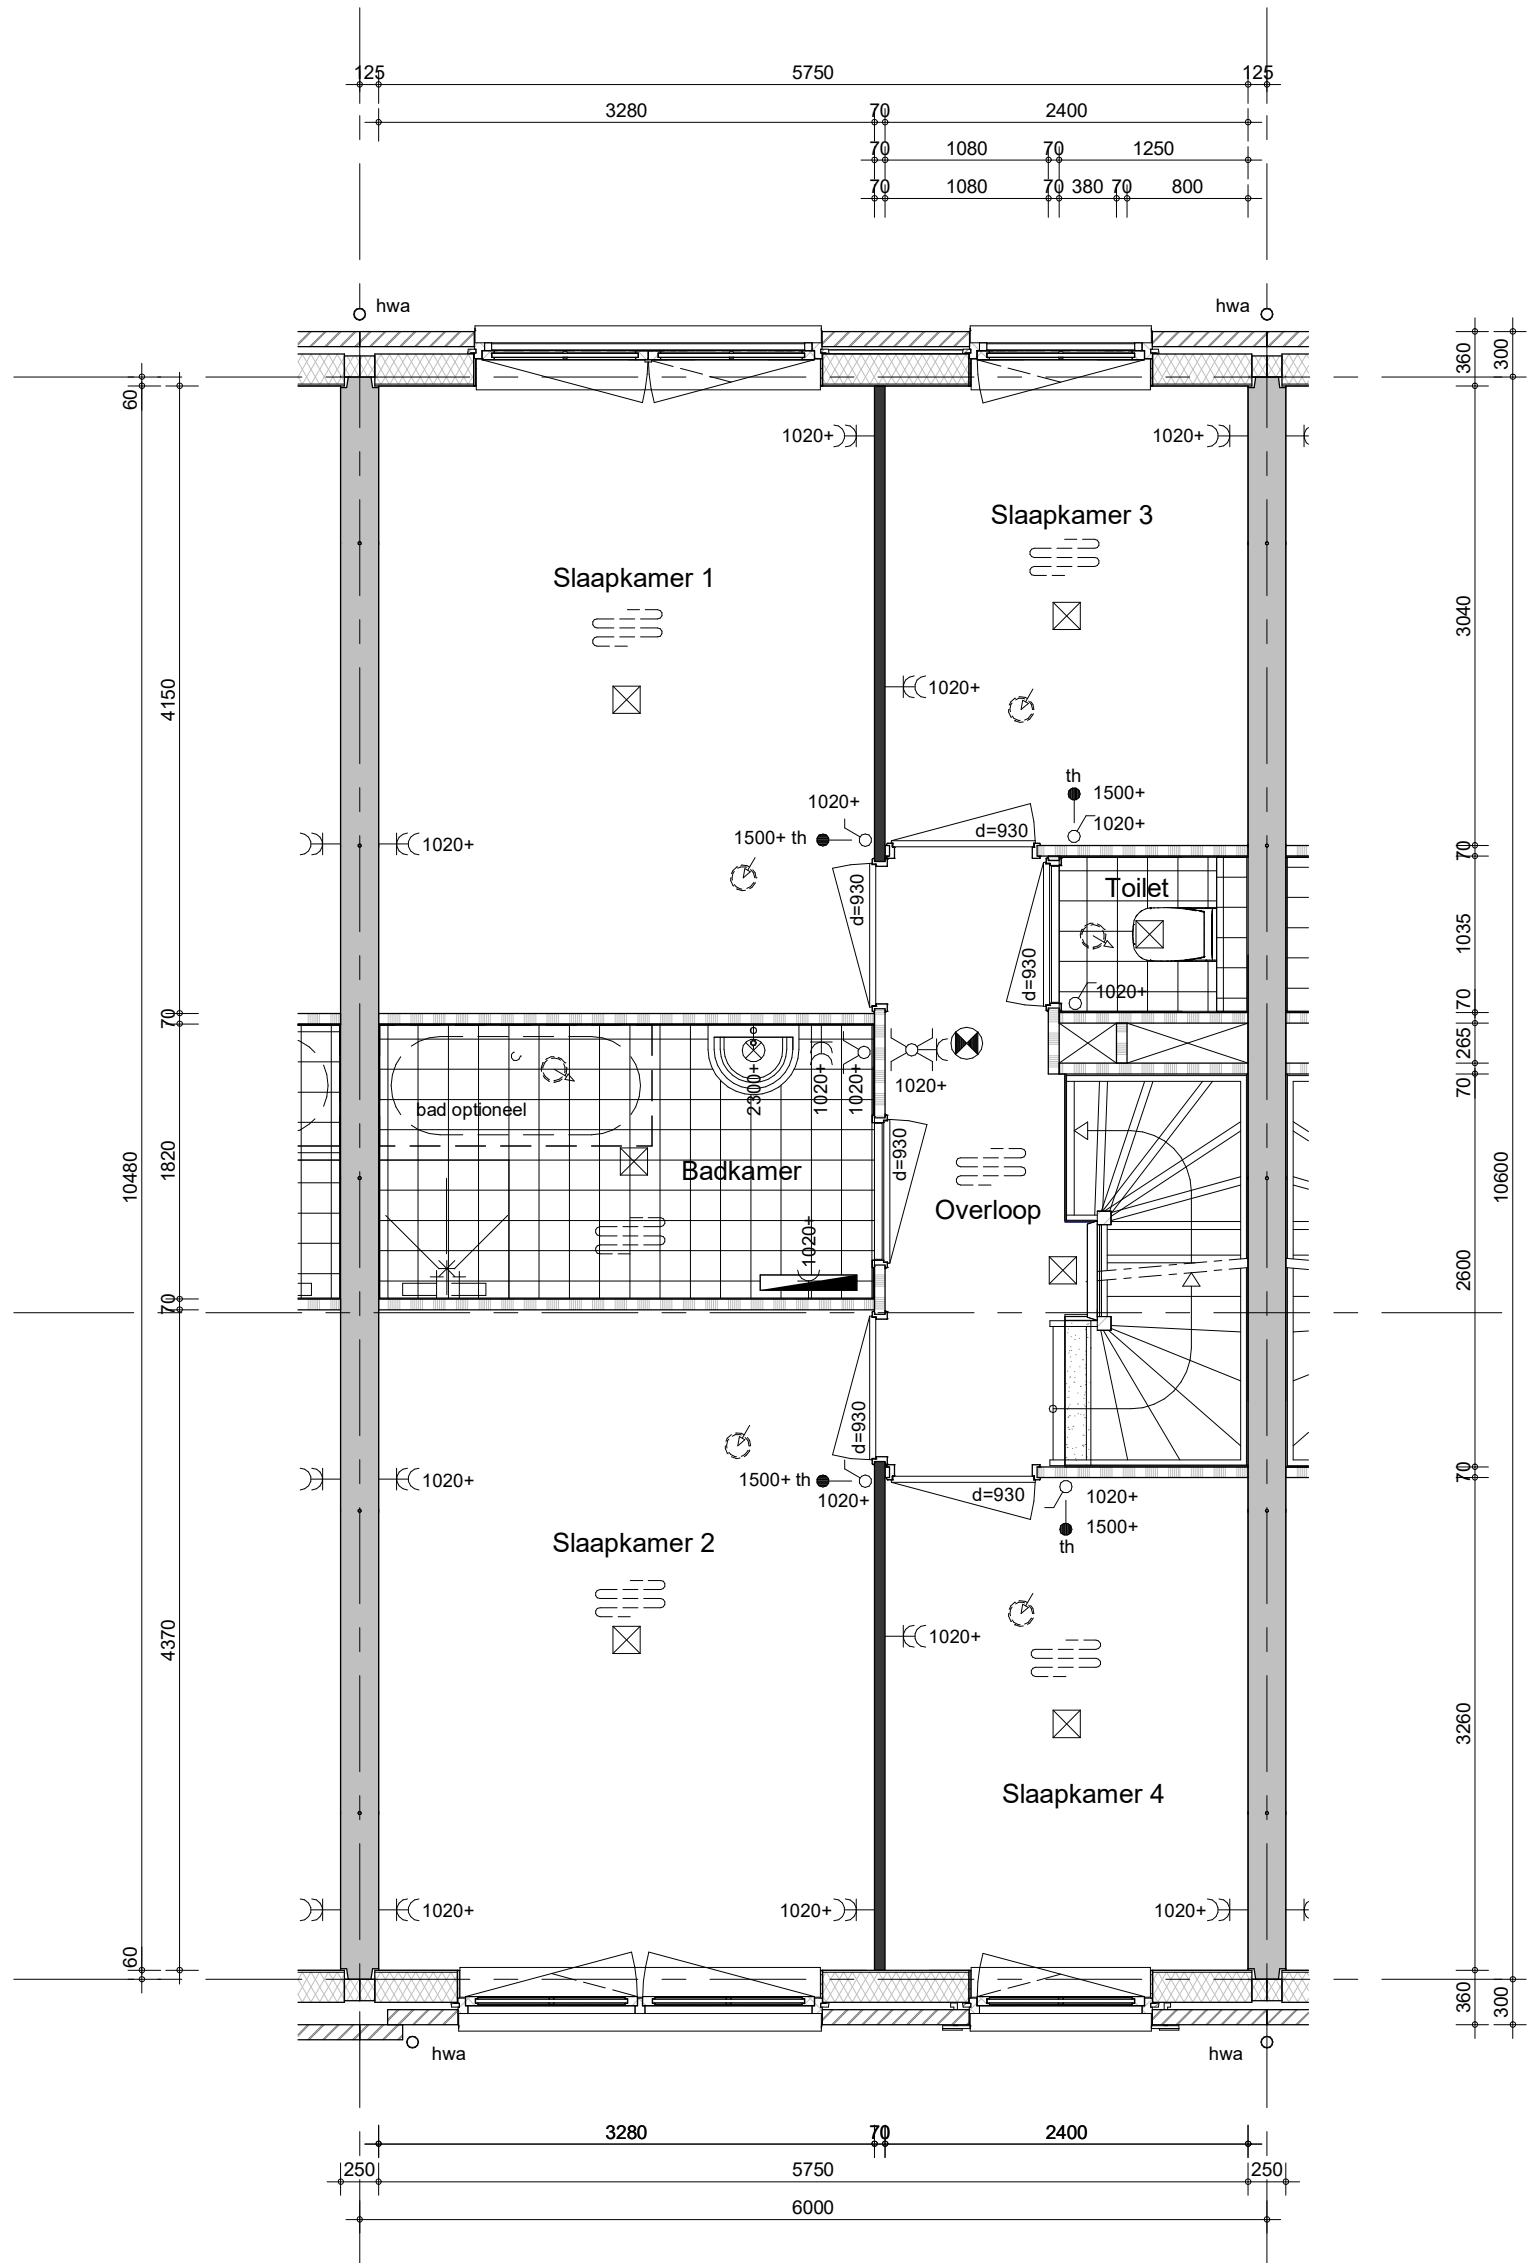 125 5750 125
3280 70 2400
70 1080 70 1250
70 1080 70 380 70 800
hwa hwa
360 300
60
1020+ 1020+
Slaapkamer 3
Slaapkamer 1
3040
4150
1020+
th
1500+
1020+
1020+
1500+ th
d=930
1020+
70
d=930
Toilet
1035
d=930
1020+
70
70
265
2300+ 1020+ 1020+
1020+
70
bad optioneel
d=930
Badkamer
1820
10480
10600
Overloop
1020+
2600
70
d=930
1020+
1500+ th
1020+
d=930
70
1020+
1500+
th
Slaapkamer 2
4370
1020+
3260
Slaapkamer 4
1020+ 1020+ 1020+
60
360 300
hwa hwa
3280 70 2400
250 5750 250
6000